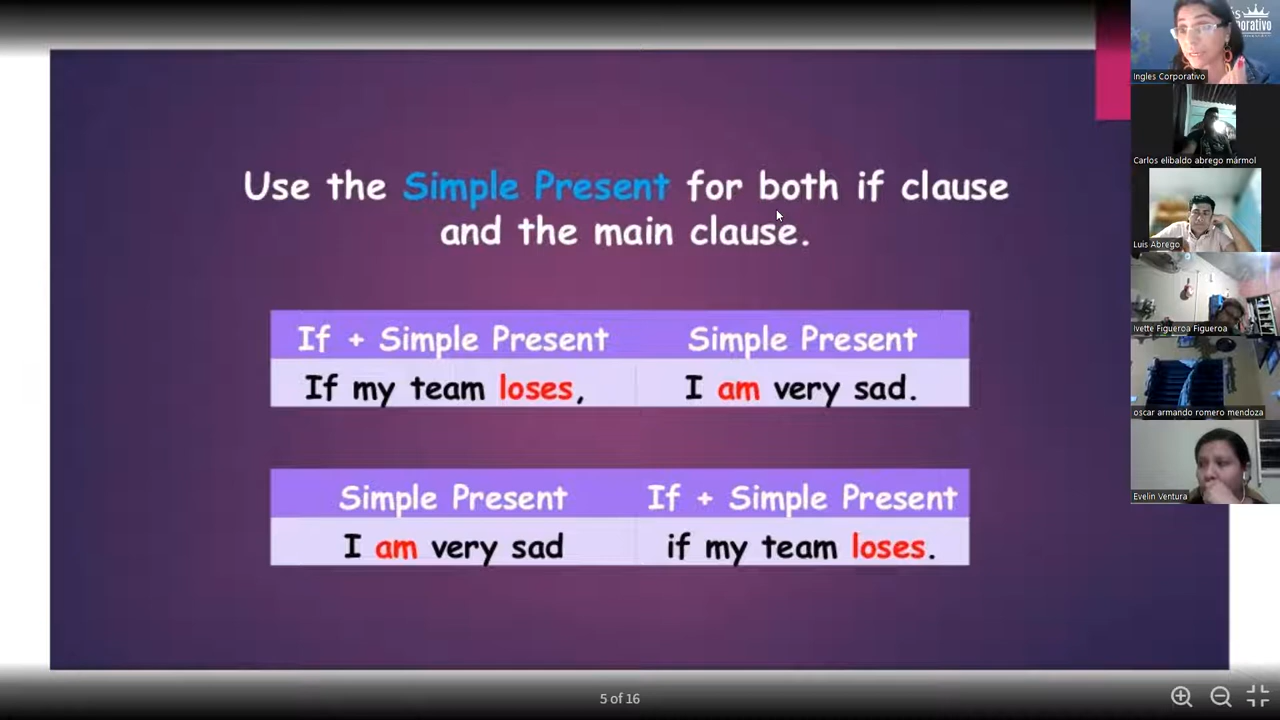 Use the Simple Present for both if clause
and the main clause.
If + Simple Present Simple Present
If my team loses, I am very sad.
Simple Present If + Simple Present
I am very sad if my team loses.
5 of 16
Ingles Corporativo
Carlos elibaldo abrego mármol
Luis Abrego
Ivette Figueroa Figueroa
oscar armando romero mendoza
Evelin Ventura